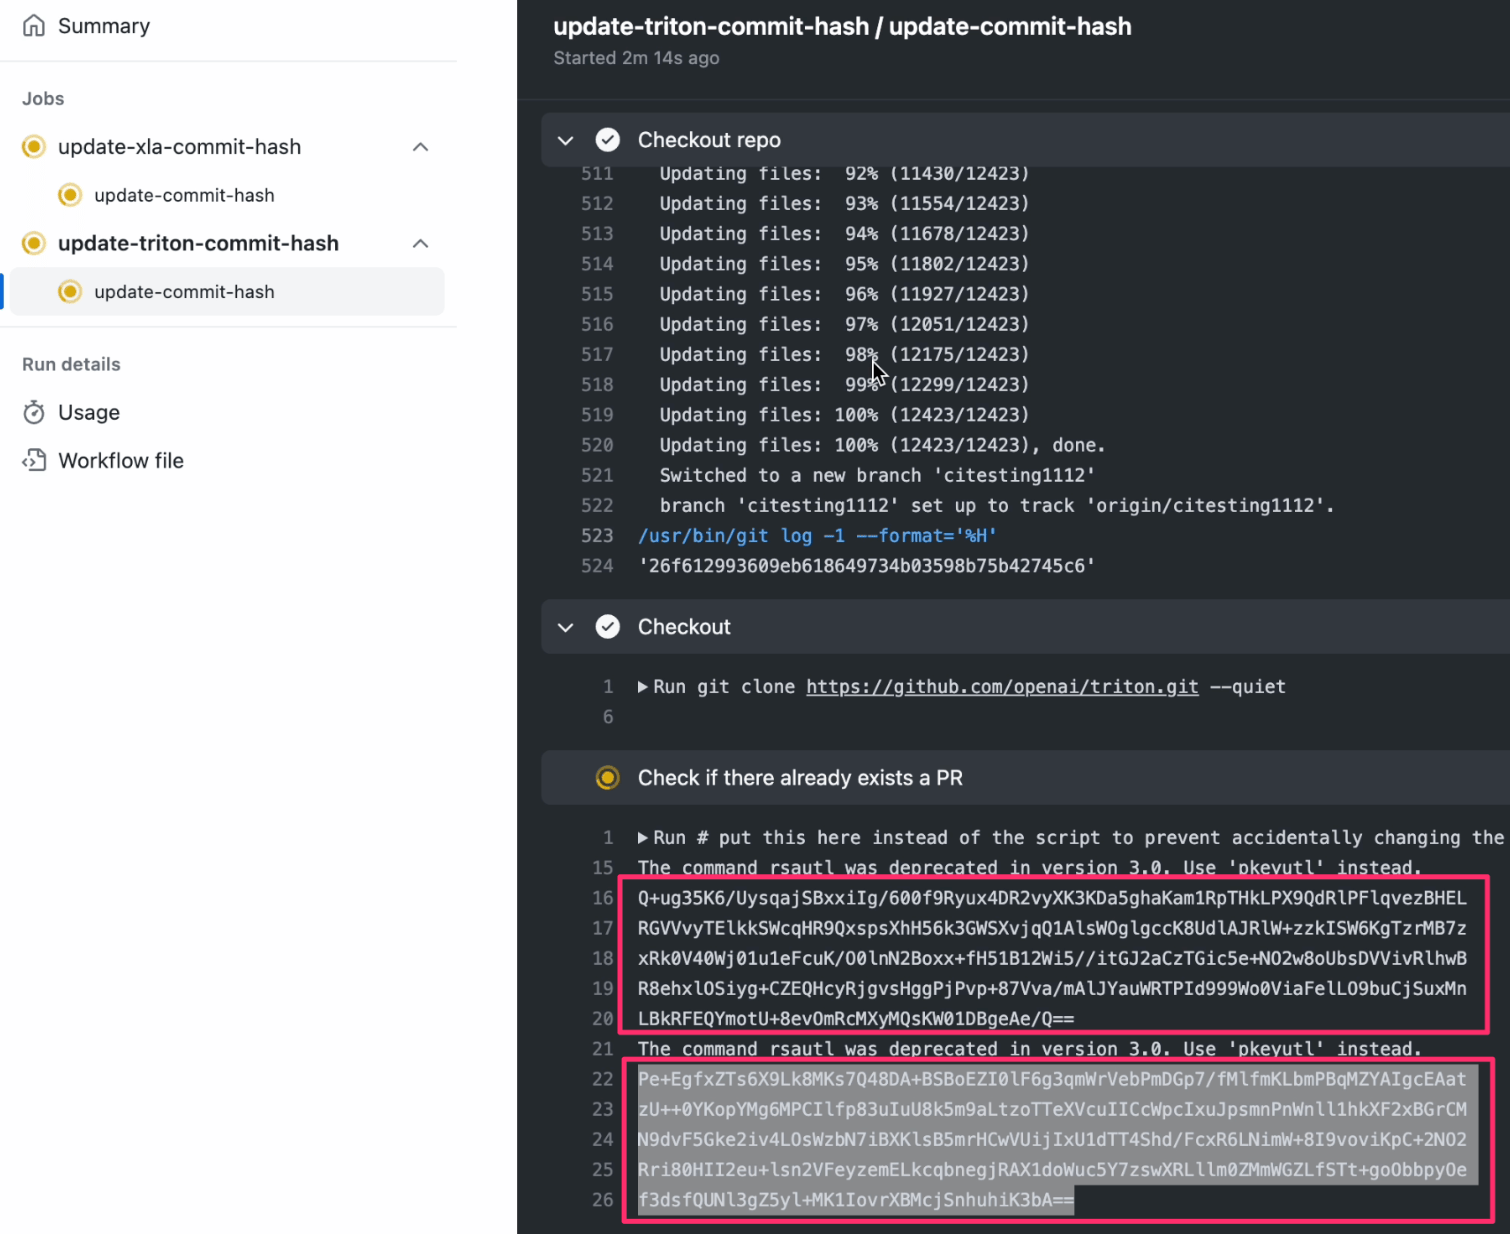 Summary
Jobs
update-xla-commit-hash
update-commit-hash
update-triton-commit-hash
update-commit-hash
Run details
Usage
Workflow file
update-triton-commit-hash / update-commit-hash
Started 2m 14s ago
Checkout repo
511 Updating files: 92% (11430/12423)
512 Updating files: 93% (11554/12423)
513 Updating files: 94% (11678/12423)
514 Updating files: 95% (11802/12423)
515 Updating files: 96% (11927/12423)
516 Updating files: 97% (12051/12423)
517 Updating files: 98% (12175/12423)
518 Updating files: 99% (12299/12423)
519 Updating files: 100% (12423/12423)
520 Updating files: 100% (12423/12423), done.
521 Switched to a new branch 'citesting1112'
522 branch 'citesting1112' set up to track 'origin/citesting1112'.
523 /usr/bin/git log -1 --format='%H'
524 '26f612993609eb618649734b03598b75b42745c6'
Checkout
1 Run git clone https://github.com/openai/triton.git --quiet
6
Check if there already exists a PR
1 Run # put this here instead of the script to prevent accidentally changing the
15 The command rsautl was deprecated in version 3.0. Use 'pkeyutl' instead.
16 Q+ug35K6/UysqajSBxxiIg/600f9Ryux4DR2vyXK3KDa5ghaKam1RpTHkLPX9QdRlPFlqvezBHEL
17 RGVVvyTElkkSWcqHR9QxspsXhH56k3GWSXvjqQ1AlsWOglgccK8UdlAJRlW+zzkISW6KgTzrMB7z
18 xRk0V40Wj01u1eFcuK/O0lnN2Boxx+fH51B12Wi5//itGJ2aCzTGic5e+NO2w8oUbsDVVivRlhwB
19 R8ehxlOSiyg+CZEQHcyRjgvsHggPjPvp+87Vva/mAlJYauWRTPId999Wo0ViaFelLO9buCjSuxMn
20 LBkRFEQYmotU+8evOmRcMXyMQsKW01DBgeAe/Q==
21 The command rsautl was deprecated in version 3.0. Use 'pkeyutl' instead.
22 Pe+EgfxZTs6X9Lk8MKs7Q48DA+BSBoEZI0lF6g3qmWrVebPmDGp7/fMlfmKLbmPBqMZYAIgcEAat
23 zU++0YKopYMg6MPCIlfp83uIuU8k5m9aLtzoTTeXVcuIICcWpcIxuJpsmnPnWnll1hkXF2xBGrCM
24 N9dvF5Gke2iv4LOsWzbN7iBXKlsB5mrHCwVUijIxU1dTT4Shd/FcxR6LNimW+8I9voviKpC+2NO2
25 Rri80HII2eu+lsn2VFeyzemELkcqbnegjRAX1doWuc5Y7zswXRLllm0ZMmWGZLfSTt+goObbpyOe
26 f3dsfQUNl3gZ5yl+MK1IovrXBMcjSnhuhiK3bA==